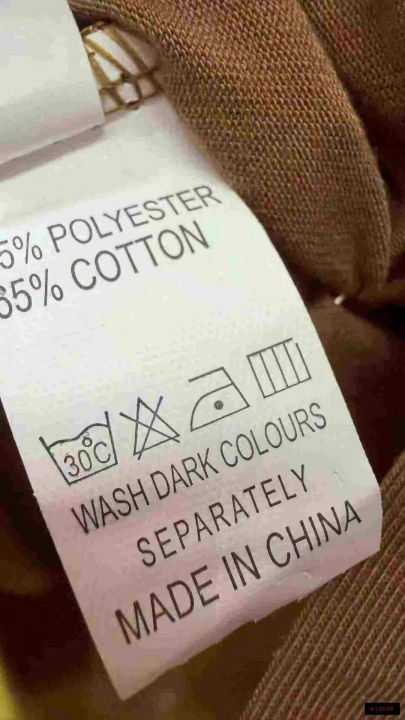 5% POLYESTER
65% COTTON
30°C
WASH DARK COLOURS
SEPARATELY
MADE IN CHINA